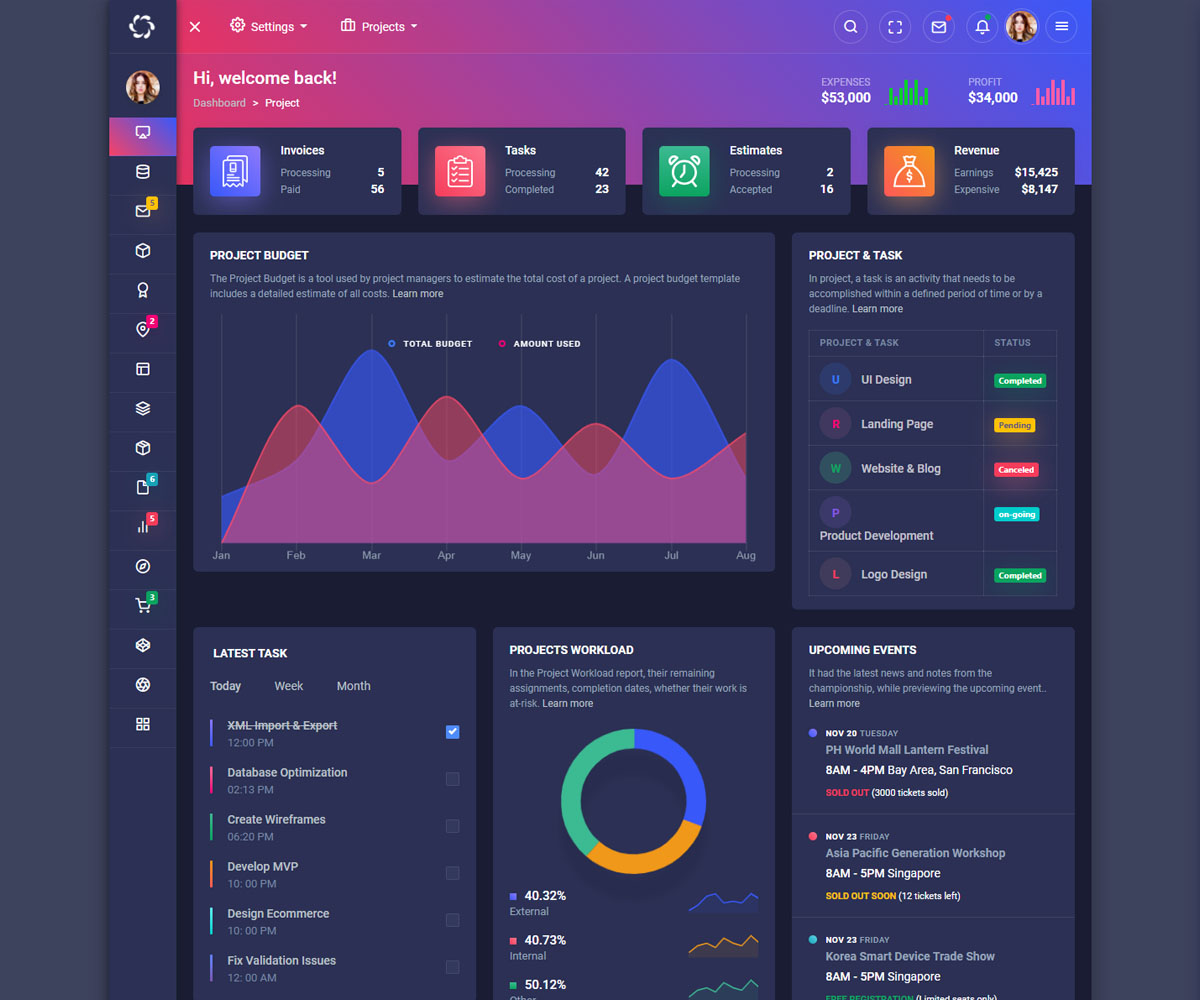 Settings
Projects
Hi, welcome back!
Dashboard > Project
EXPENSES
$53,000
PROFIT
$34,000
Invoices
Processing 5
Paid 56
Tasks
Processing 42
Completed 23
Estimates
Processing 2
Accepted 16
Revenue
Earnings $15,425
Expensive $8,147
5
2
6
5
3
PROJECT BUDGET
The Project Budget is a tool used by project managers to estimate the total cost of a project. A project budget template
includes a detailed estimate of all costs. Learn more
TOTAL BUDGET AMOUNT USED
Jan Feb Mar Apr May Jun Jul Aug
PROJECT & TASK
In project, a task is an activity that needs to be
accomplished within a defined period of time or by a
deadline. Learn more
PROJECT & TASK STATUS
U UI Design Completed
R Landing Page Pending
W Website & Blog Canceled
P on-going
Product Development
L Logo Design Completed
LATEST TASK
Today Week Month
XML Import & Export
12:00 PM
Database Optimization
02:13 PM
Create Wireframes
06:20 PM
Develop MVP
10: 00 PM
Design Ecommerce
10: 00 PM
Fix Validation Issues
12: 00 AM
PROJECTS WORKLOAD
In the Project Workload report, their remaining
assignments, completion dates, whether their work is
at-risk. Learn more
40.32%
External
40.73%
Internal
50.12%
Other
UPCOMING EVENTS
It had the latest news and notes from the
championship, while previewing the upcoming event..
Learn more
NOV 20 TUESDAY
PH World Mall Lantern Festival
8AM - 4PM Bay Area, San Francisco
SOLD OUT (3000 tickets sold)
NOV 23 FRIDAY
Asia Pacific Generation Workshop
8AM - 5PM Singapore
SOLD OUT SOON (12 tickets left)
NOV 23 FRIDAY
Korea Smart Device Trade Show
8AM - 5PM Singapore
FREE REGISTRATION (Limited seats only)